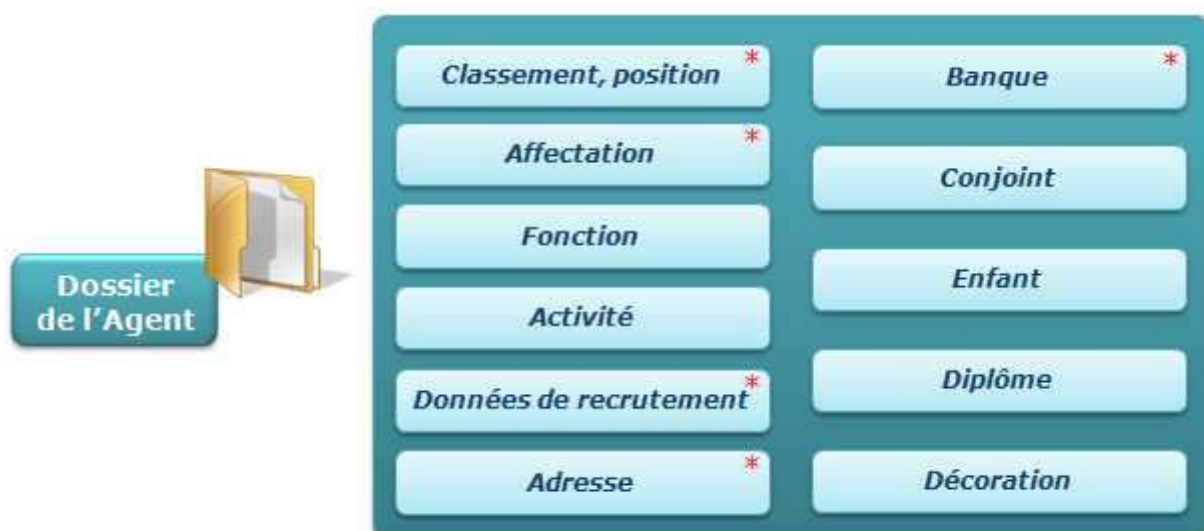 Dossier
de l'Agent
Classement, position *
Affectation *
Fonction
Activité
Données de recrutement *
Adresse *
Banque *
Conjoint
Enfant
Diplôme
Décoration